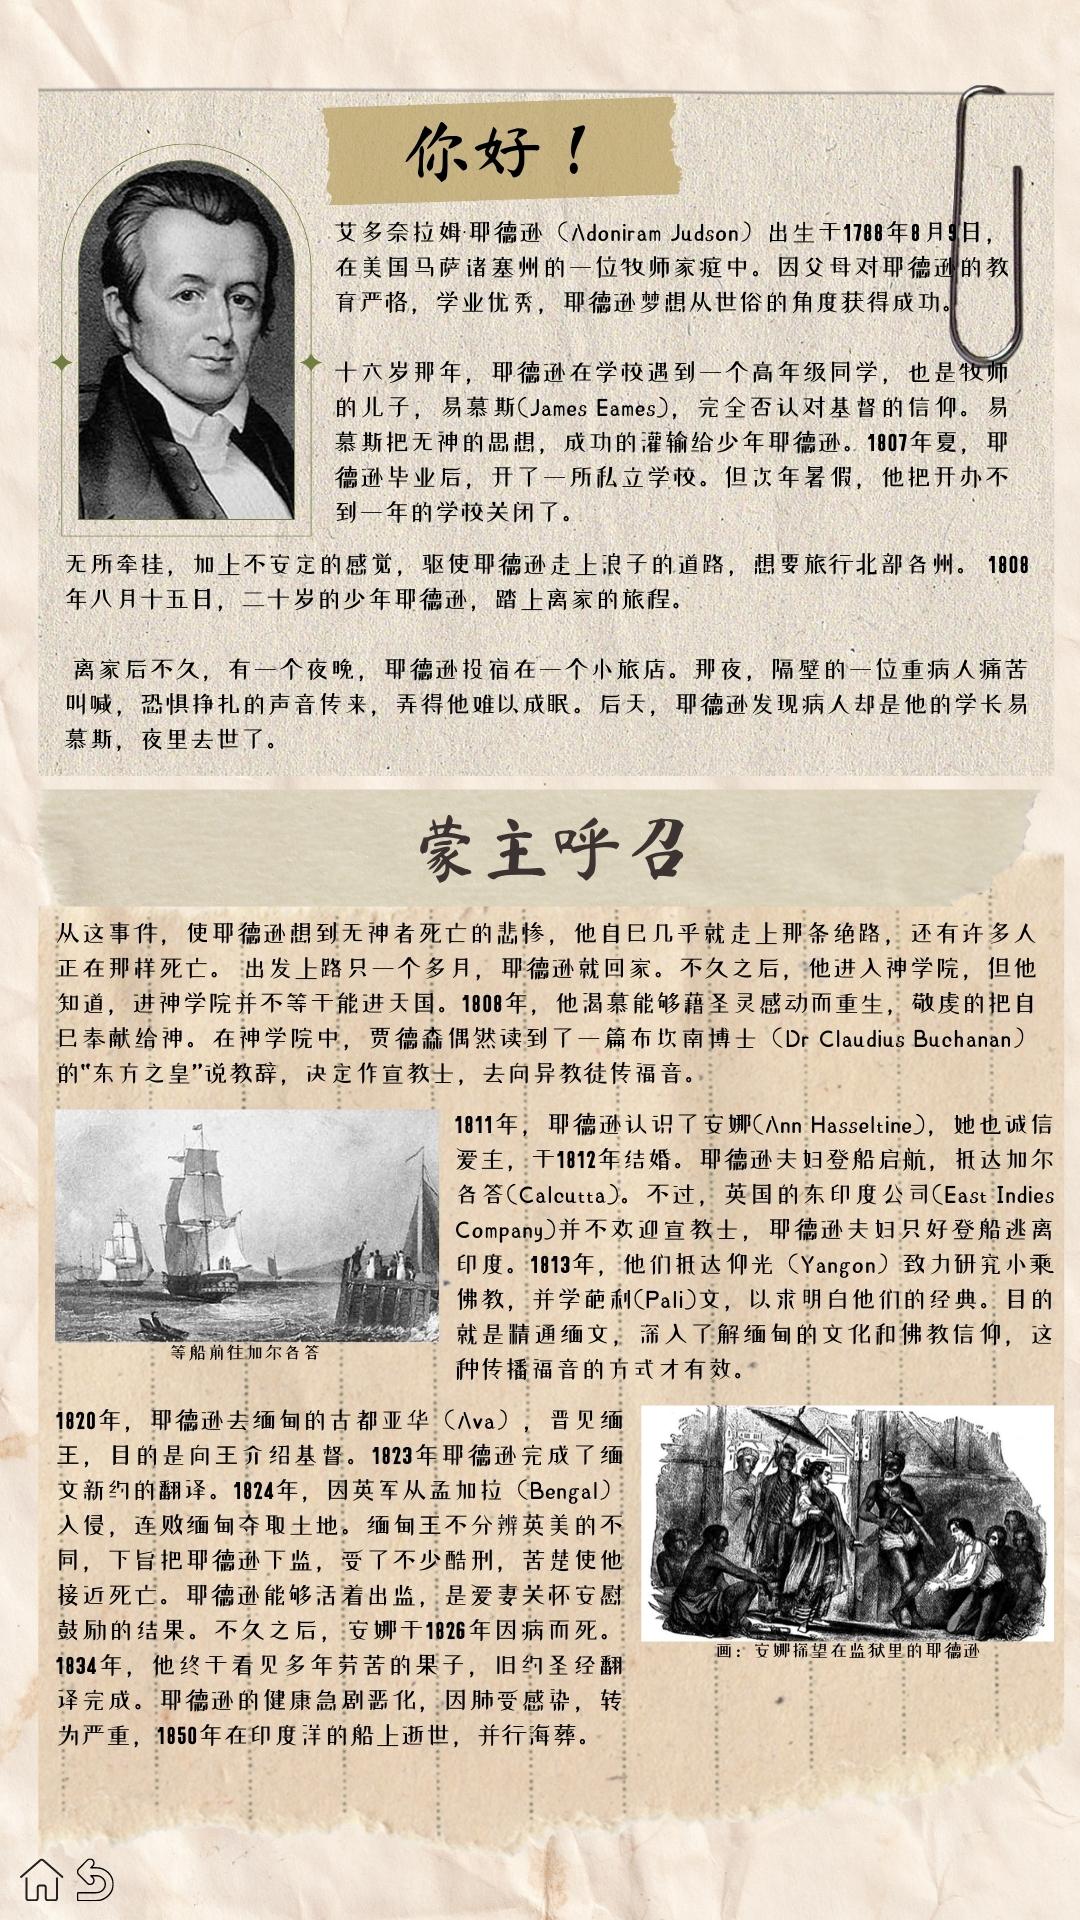 你好！
艾多奈拉姆·耶德逊（Adoniram Judson）出生于1788年8月9日，
在美国马萨诸塞州的一位牧师家庭中。因父母对耶德逊的教
育严格，学业优秀，耶德逊梦想从世俗的角度获得成功。
十六岁那年，耶德逊在学校遇到一个高年级同学，也是牧师
的儿子，易慕斯(James Eames)，完全否认对基督的信仰。易
慕斯把无神的思想，成功的灌输给少年耶德逊。1807年夏，耶
德逊毕业后，开了一所私立学校。但次年暑假，他把开办不
到一年的学校关闭了。
无所牵挂，加上不安定的感觉，驱使耶德逊走上浪子的道路，想要旅行北部各州。 1808
年八月十五日，二十岁的少年耶德逊，踏上离家的旅程。
离家后不久，有一个夜晚，耶德逊投宿在一个小旅店。那夜，隔壁的一位重病人痛苦
叫喊，恐惧挣扎的声音传来，弄得他难以成眠。后天，耶德逊发现病人却是他的学长易
慕斯，夜里去世了。
蒙主呼召
从这事件，使耶德逊想到无神者死亡的悲惨，他自己几乎就走上那条绝路，还有许多人
正在那样死亡。 出发上路只一个多月，耶德逊就回家。不久之后，他进入神学院，但他
知道，进神学院并不等于能进天国。1808年，他渴慕能够藉圣灵感动而重生，敬虔的把自
己奉献给神。在神学院中，贾德森偶然读到了一篇布坎南博士（Dr Claudius Buchanan）
的“东方之皇”说教辞，决定作宣教士，去向异教徒传福音。
1811年，耶德逊认识了安娜(Ann Hasseltine)，她也诚信
爱主，于1812年结婚。耶德逊夫妇登船启航，抵达加尔
各答(Calcutta)。不过，英国的东印度公司(East Indies
Company)并不欢迎宣教士，耶德逊夫妇只好登船逃离
印度。1813年，他们抵达仰光（Yangon）致力研究小乘
佛教，并学葩利(Pali)文，以求明白他们的经典。目的
就是精通缅文，深入了解缅甸的文化和佛教信仰，这
种传播福音的方式才有效。
等船前往加尔各答
1820年，耶德逊去缅甸的古都亚华（Ava），晋见缅
王，目的是向王介绍基督。1823年耶德逊完成了缅
文新约的翻译。1824年，因英军从孟加拉（Bengal）
入侵，连败缅甸夺取土地。缅甸王不分辨英美的不
同，下旨把耶德逊下监，受了不少酷刑，苦楚使他
接近死亡。耶德逊能够活着出监，是爱妻关怀安慰
鼓励的结果。不久之后，安娜于1826年因病而死。
1834年，他终于看见多年劳苦的果子，旧约圣经翻
译完成。耶德逊的健康急剧恶化，因肺受感染，转
为严重，1850年在印度洋的船上逝世，并行海葬。
画：安娜探望在监狱里的耶德逊